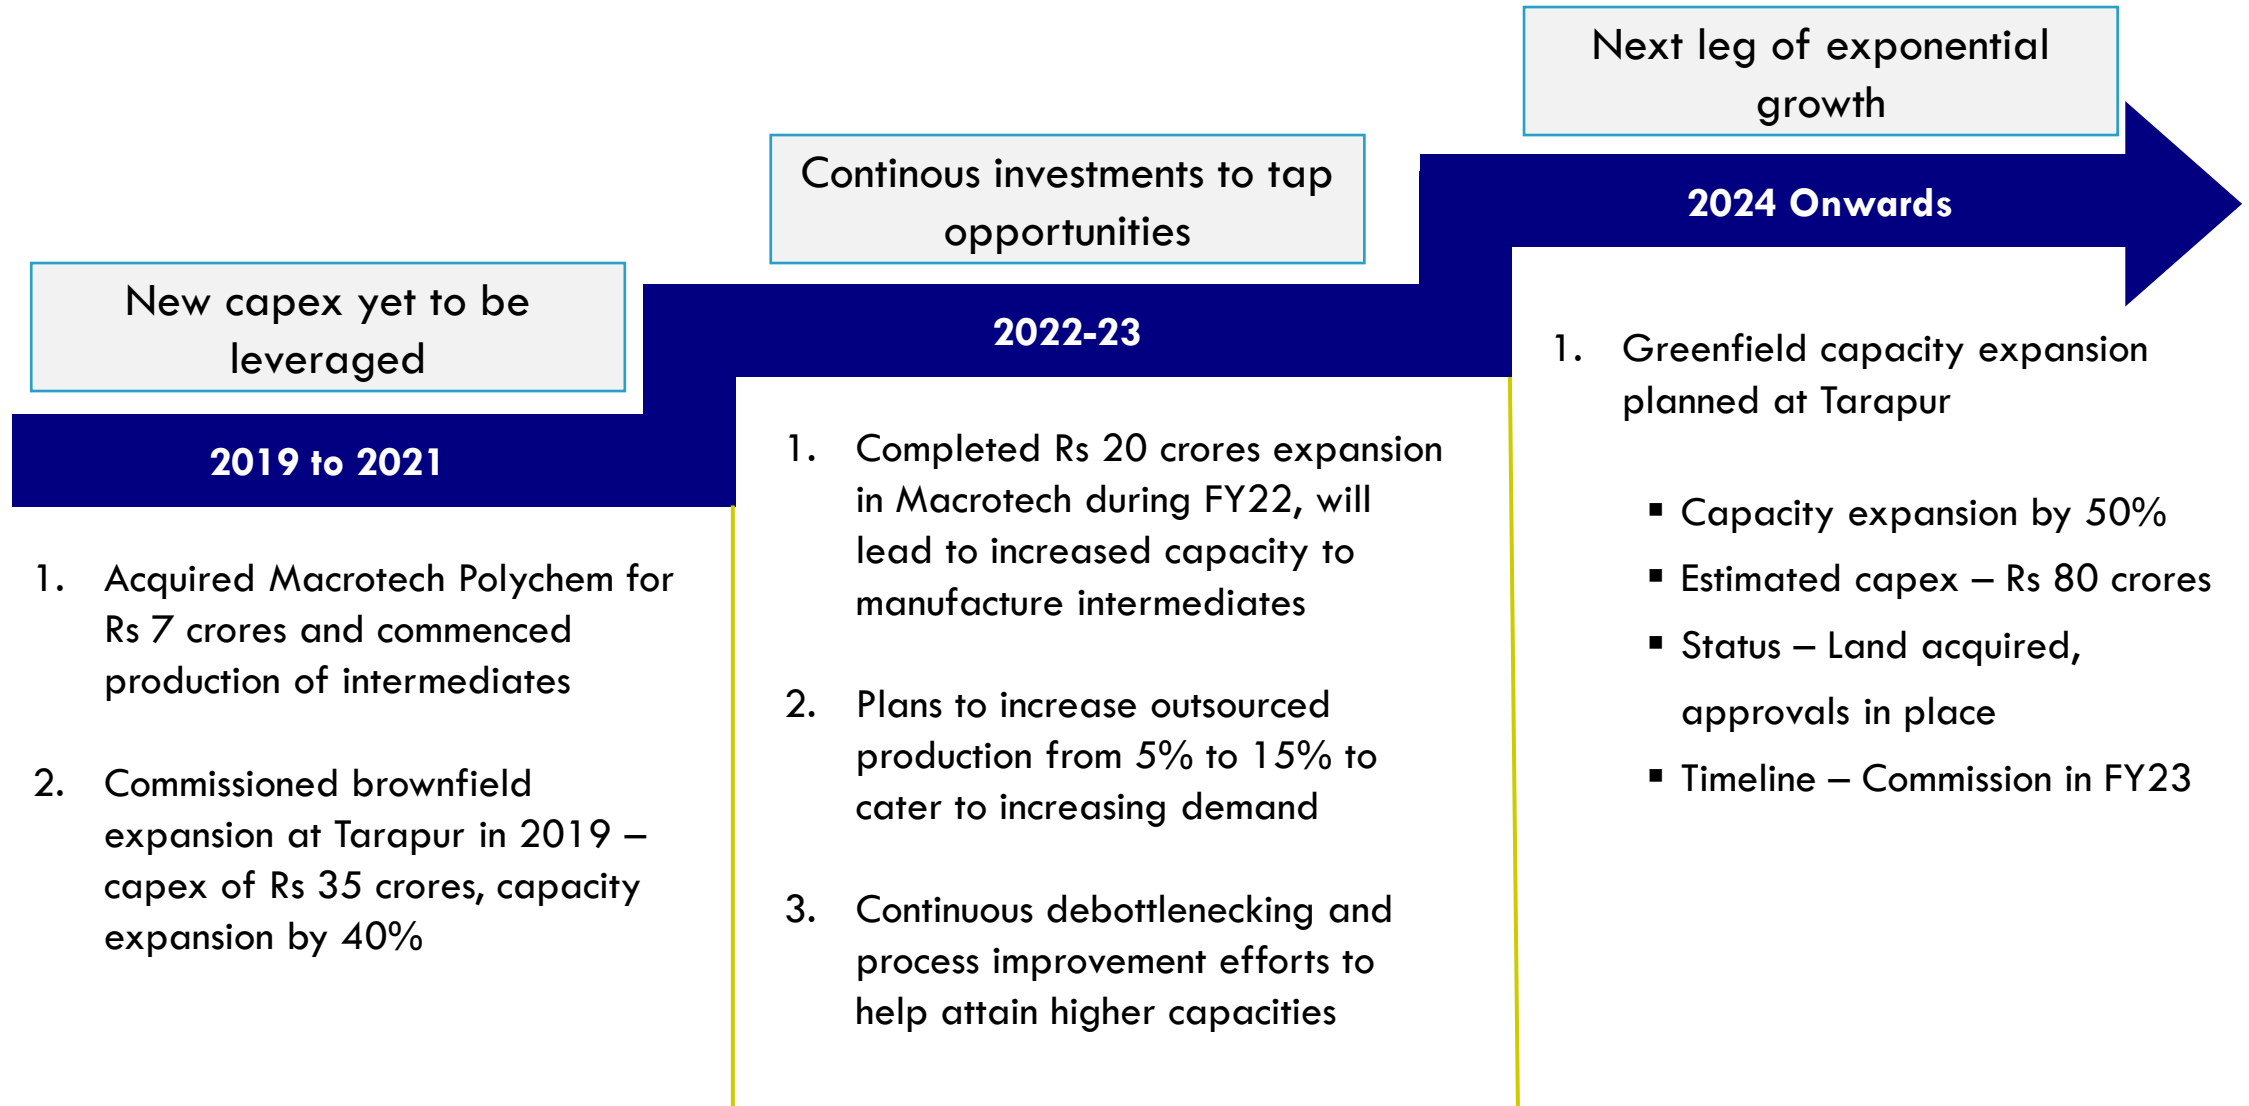 New capex yet to be
leveraged
2019 to 2021
1. Acquired Macrotech Polychem for
Rs 7 crores and commenced
production of intermediates
2. Commissioned brownfield
expansion at Tarapur in 2019 –
capex of Rs 35 crores, capacity
expansion by 40%
Continous investments to tap
opportunities
2022-23
1. Completed Rs 20 crores expansion
in Macrotech during FY22, will
lead to increased capacity to
manufacture intermediates
2. Plans to increase outsourced
production from 5% to 15% to
cater to increasing demand
3. Continuous debottlenecking and
process improvement efforts to
help attain higher capacities
Next leg of exponential
growth
2024 Onwards
1. Greenfield capacity expansion
planned at Tarapur
▪ Capacity expansion by 50%
▪ Estimated capex – Rs 80 crores
▪ Status – Land acquired,
approvals in place
▪ Timeline – Commission in FY23